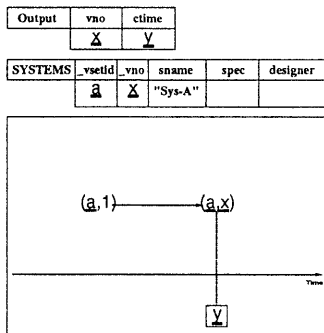 Output vno ctime
x y
SYSTEMS _vsetid _vno sname spec designer
a x "Sys-A"
(a,1) (a,x)
Time
y